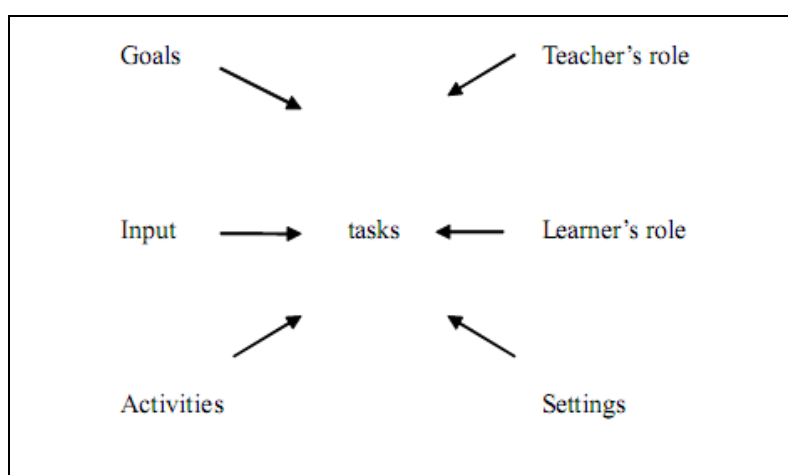 Goals
Teacher's role
Input
tasks
Learner's role
Activities
Settings